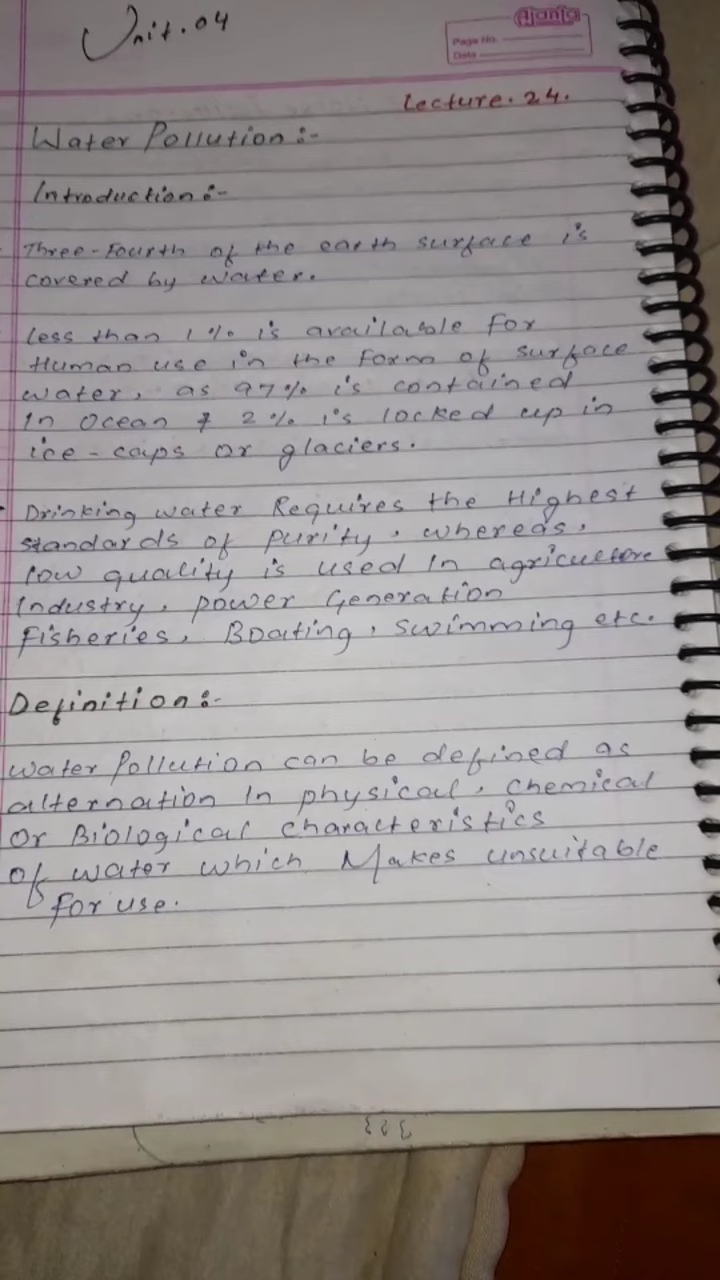 Unit.04
Ajanta
Page No.
Date
Lecture.24.
Water Pollution:-
Introduction:-
Three-Fourth of the earth surface is
covered by water.
less than 1% is available for
Human use in the form of surface
water, as 97% is contained
In Ocean & 2% is locked up in
ice-caps or glaciers.
Drinking water Requires the Highest
standards of purity, whereas,
low quality is used In agriculture
Industry, power Generation
Fisheries, Boating, swimming etc.
Definition:-
Water Pollution can be defined as
alternation In physical, chemical
Or Biological characteristics
Of water which Makes unsuitable
for use.